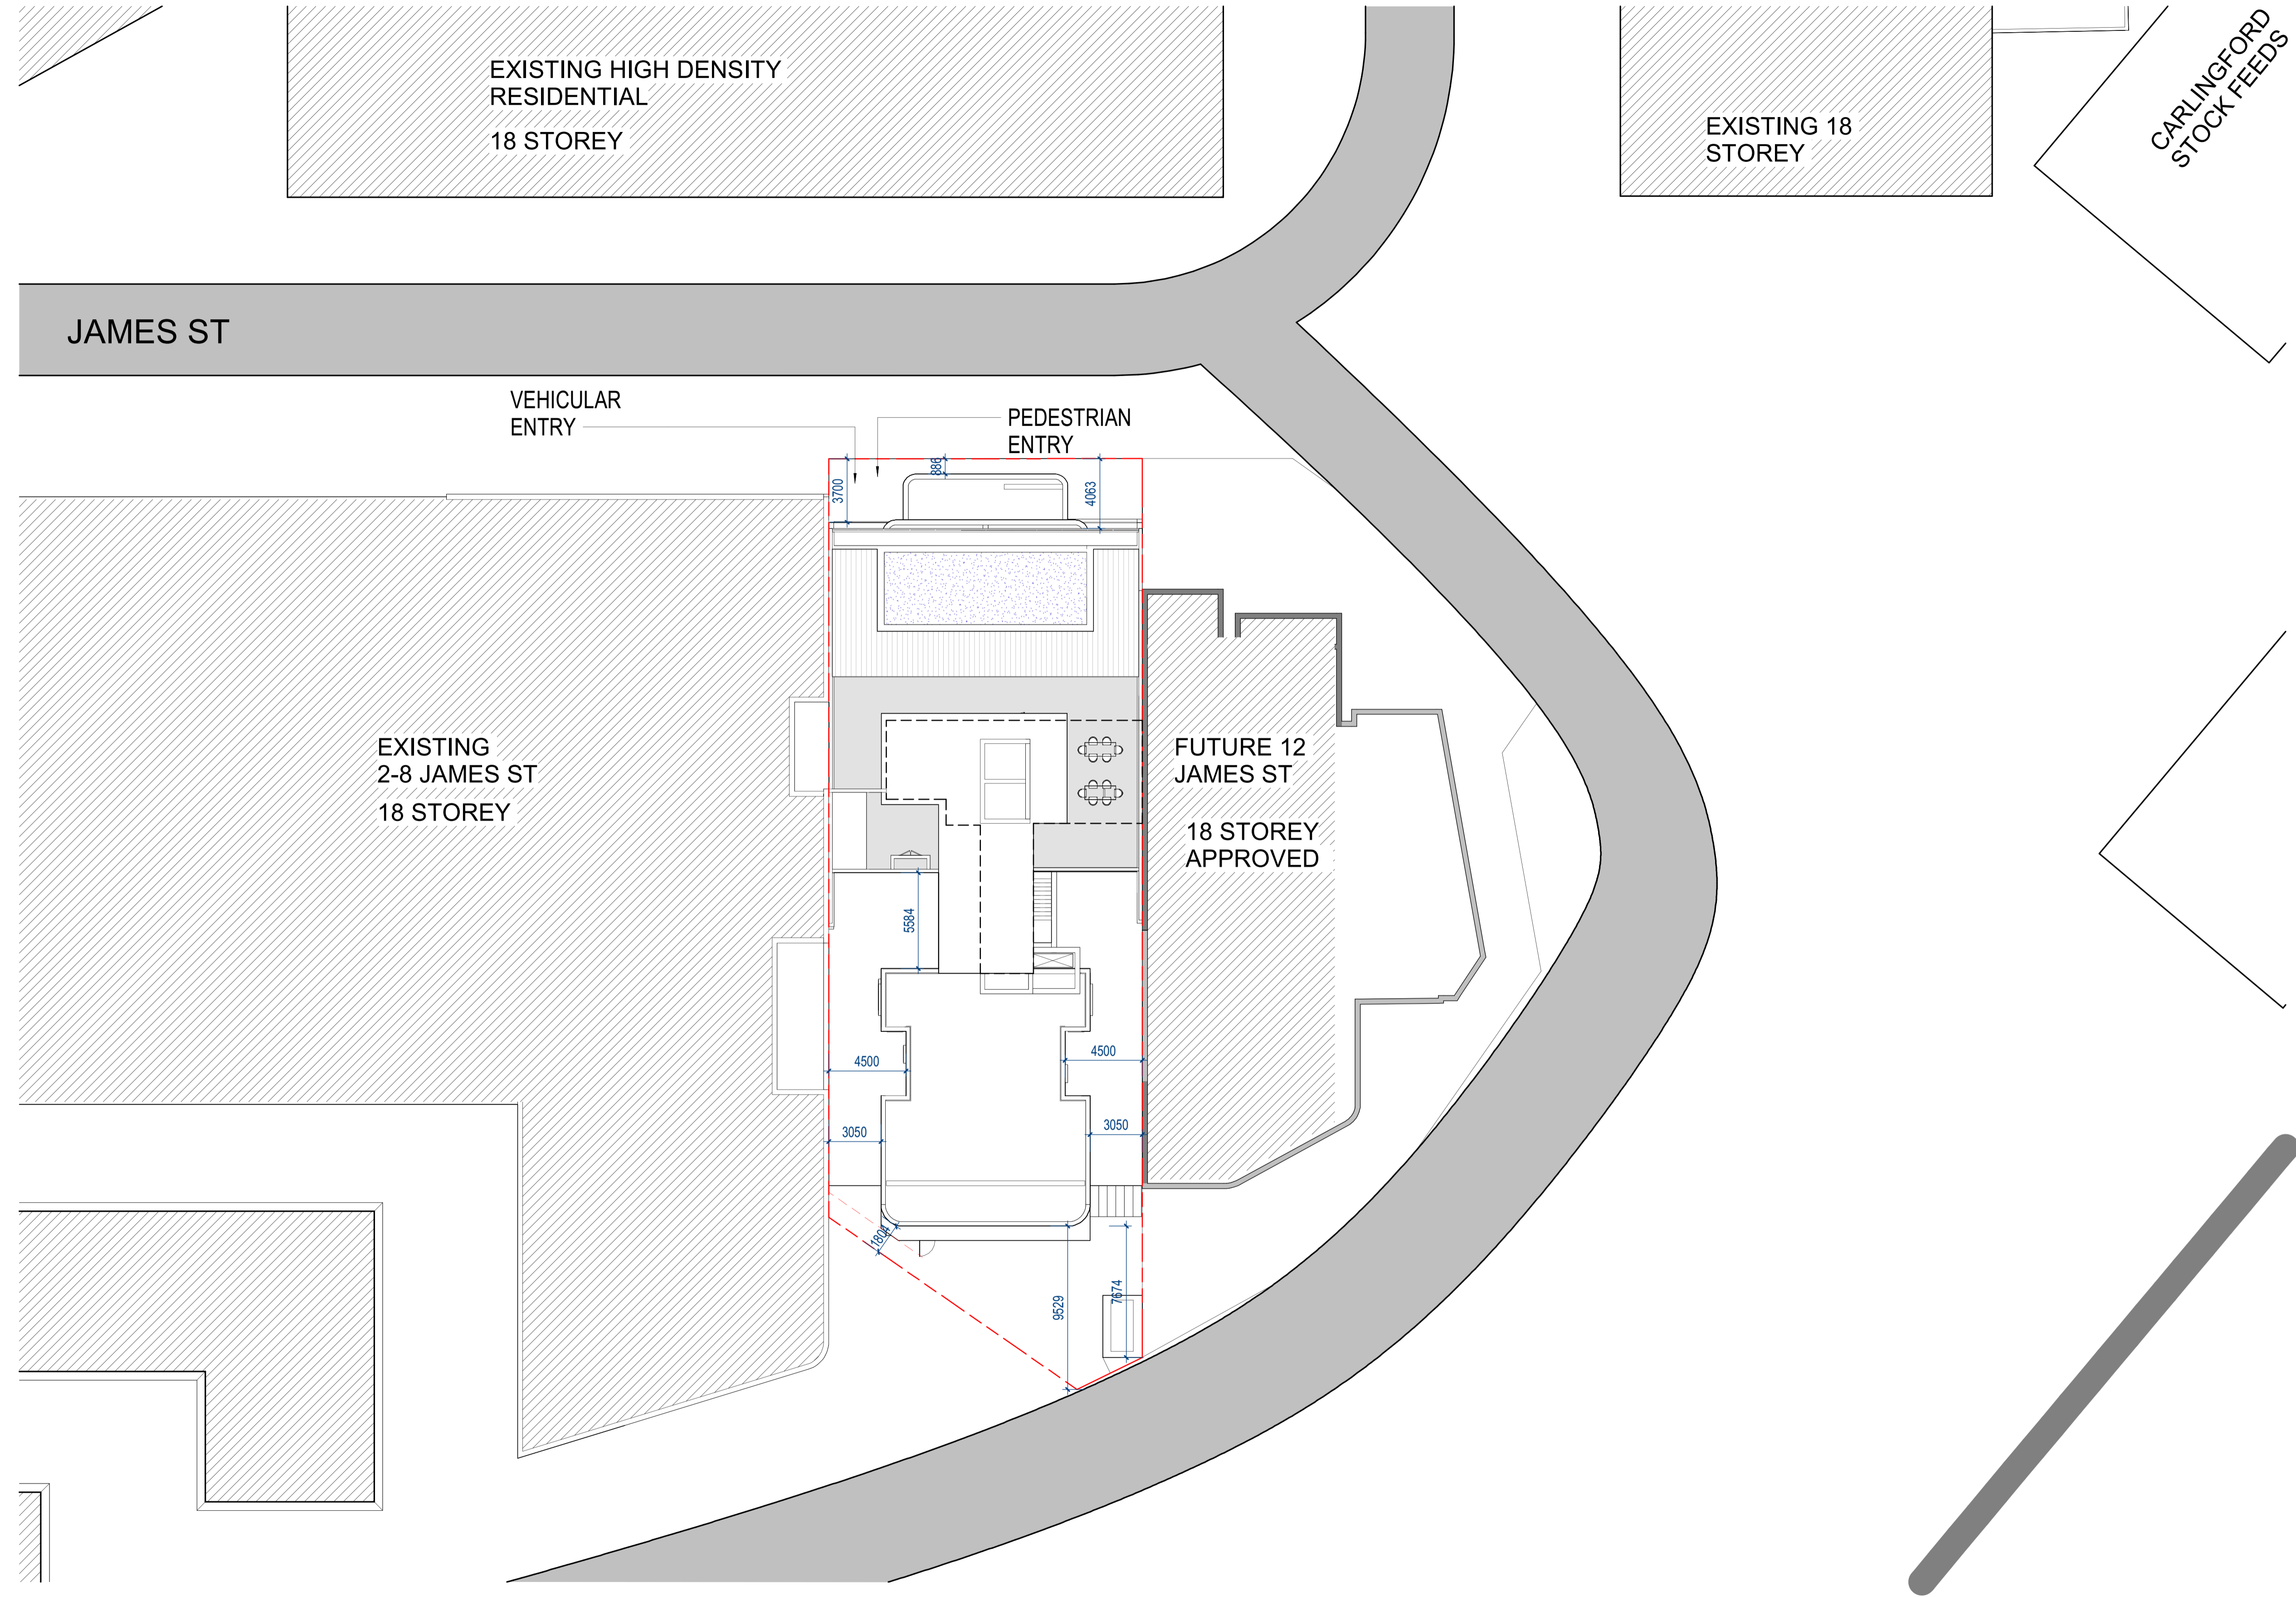 EXISTING HIGH DENSITY
RESIDENTIAL
18 STOREY
EXISTING 18
STOREY
CARLINGFORD
STOCK FEEDS
JAMES ST
VEHICULAR
ENTRY
PEDESTRIAN
ENTRY
886
3700
4063
EXISTING
2-8 JAMES ST
18 STOREY
FUTURE 12
JAMES ST
18 STOREY
APPROVED
5584
4500
4500
3050
3050
1804
9529
7674